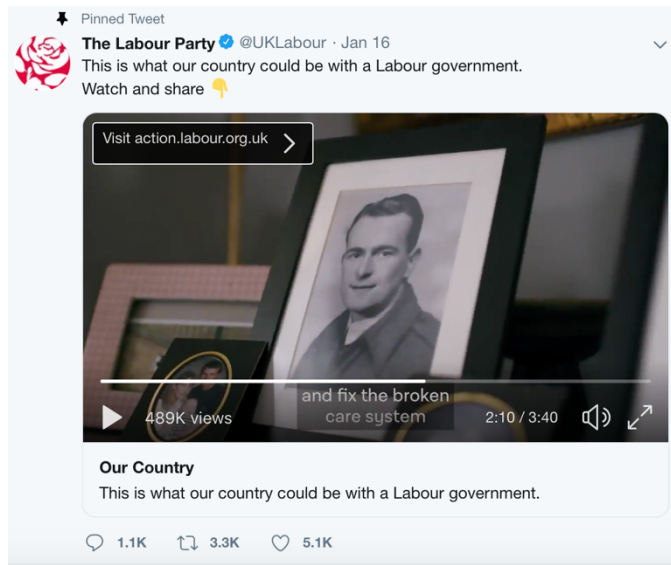 Pinned Tweet
The Labour Party @UKLabour · Jan 16
This is what our country could be with a Labour government.
Watch and share 👇
Visit action.labour.org.uk
and fix the broken
care system
489K views
2:10 / 3:40
Our Country
This is what our country could be with a Labour government.
1.1K 3.3K 5.1K